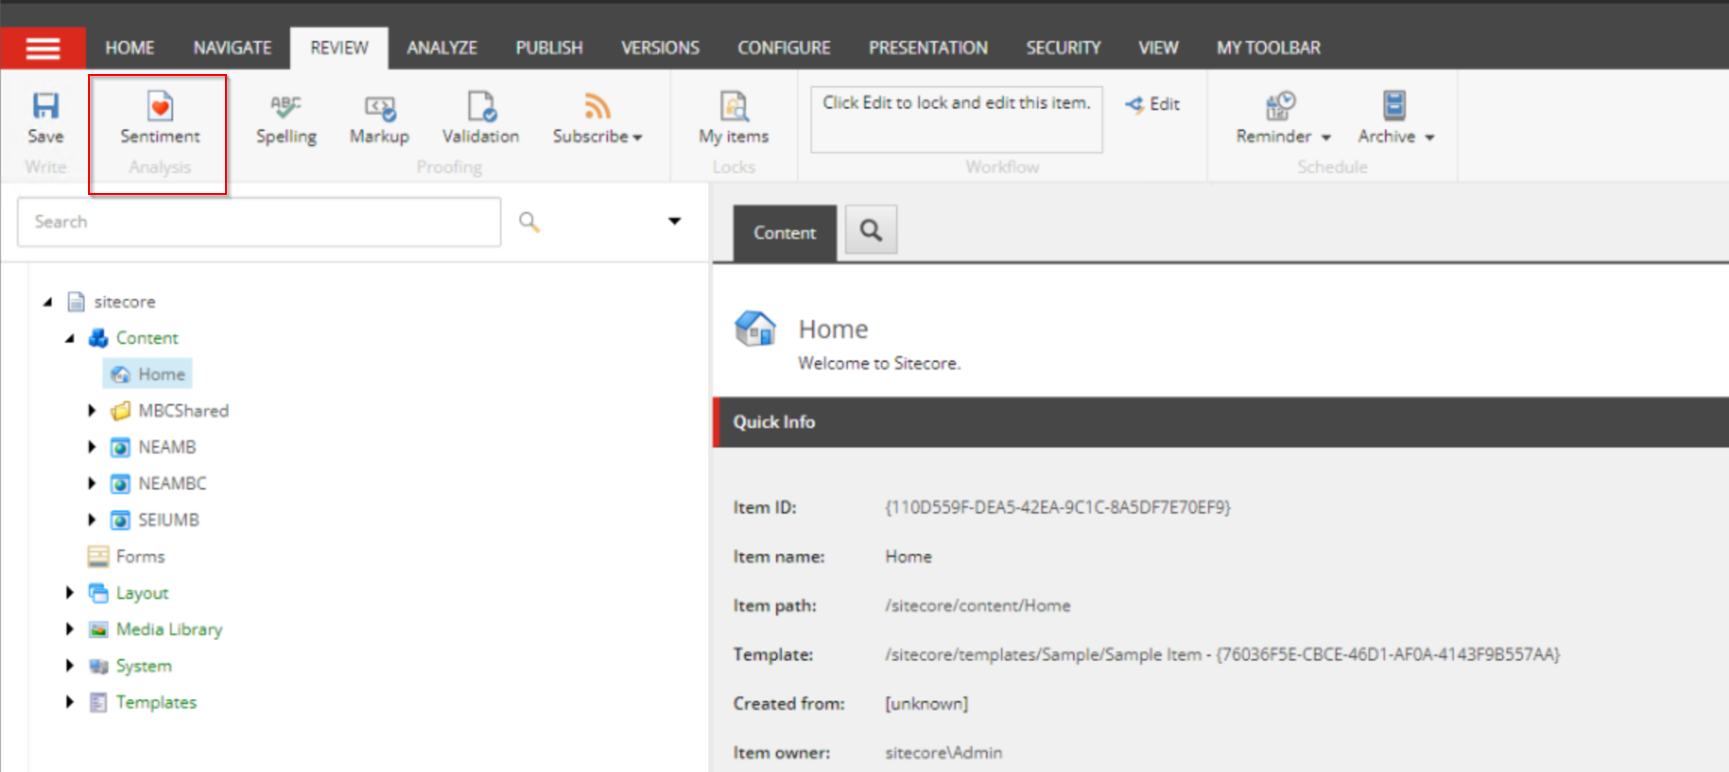 HOME NAVIGATE REVIEW ANALYZE PUBLISH VERSIONS CONFIGURE PRESENTATION SECURITY VIEW MY TOOLBAR
Click Edit to lock and edit this item. Edit
Save Sentiment Spelling Markup Validation Subscribe My items Reminder Archive
Write Analysis Proofing Locks Workflow Schedule
Search
Content
sitecore
Content
Home
MBCShared
NEAMB
NEAMBC
SEIUMB
Forms
Layout
Media Library
System
Templates
Home
Welcome to Sitecore.
Quick Info
Item ID: {110D559F-DEA5-42EA-9C1C-8A5DF7E70EF9}
Item name: Home
Item path: /sitecore/content/Home
Template: /sitecore/templates/Sample/Sample Item - {76036F5E-CBCE-46D1-AF0A-4143F9B557AA}
Created from: [unknown]
Item owner: sitecore\Admin